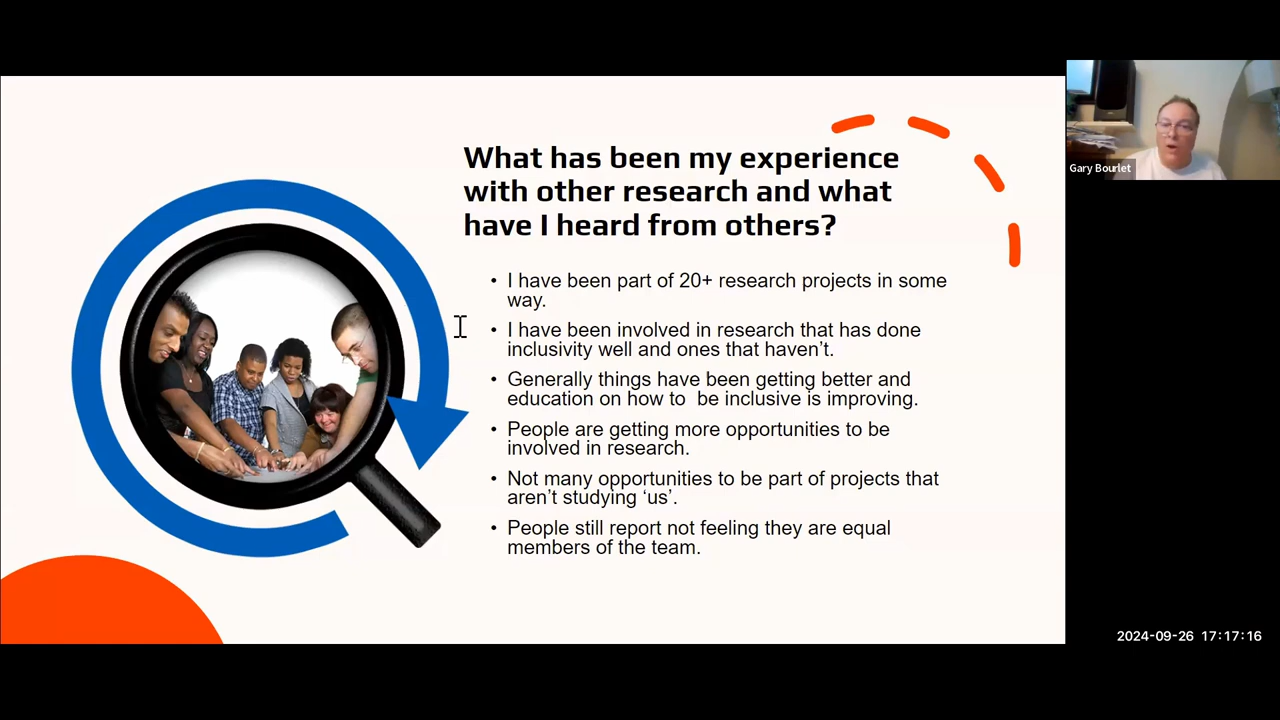 What has been my experience
with other research and what
have I heard from others?
• I have been part of 20+ research projects in some
way.
• I have been involved in research that has done
inclusivity well and ones that haven't.
• Generally things have been getting better and
education on how to  be inclusive is improving.
• People are getting more opportunities to be
involved in research.
• Not many opportunities to be part of projects that
aren't studying 'us'.
• People still report not feeling they are equal
members of the team.
Gary Bourlet
2024-09-26 17:17:16